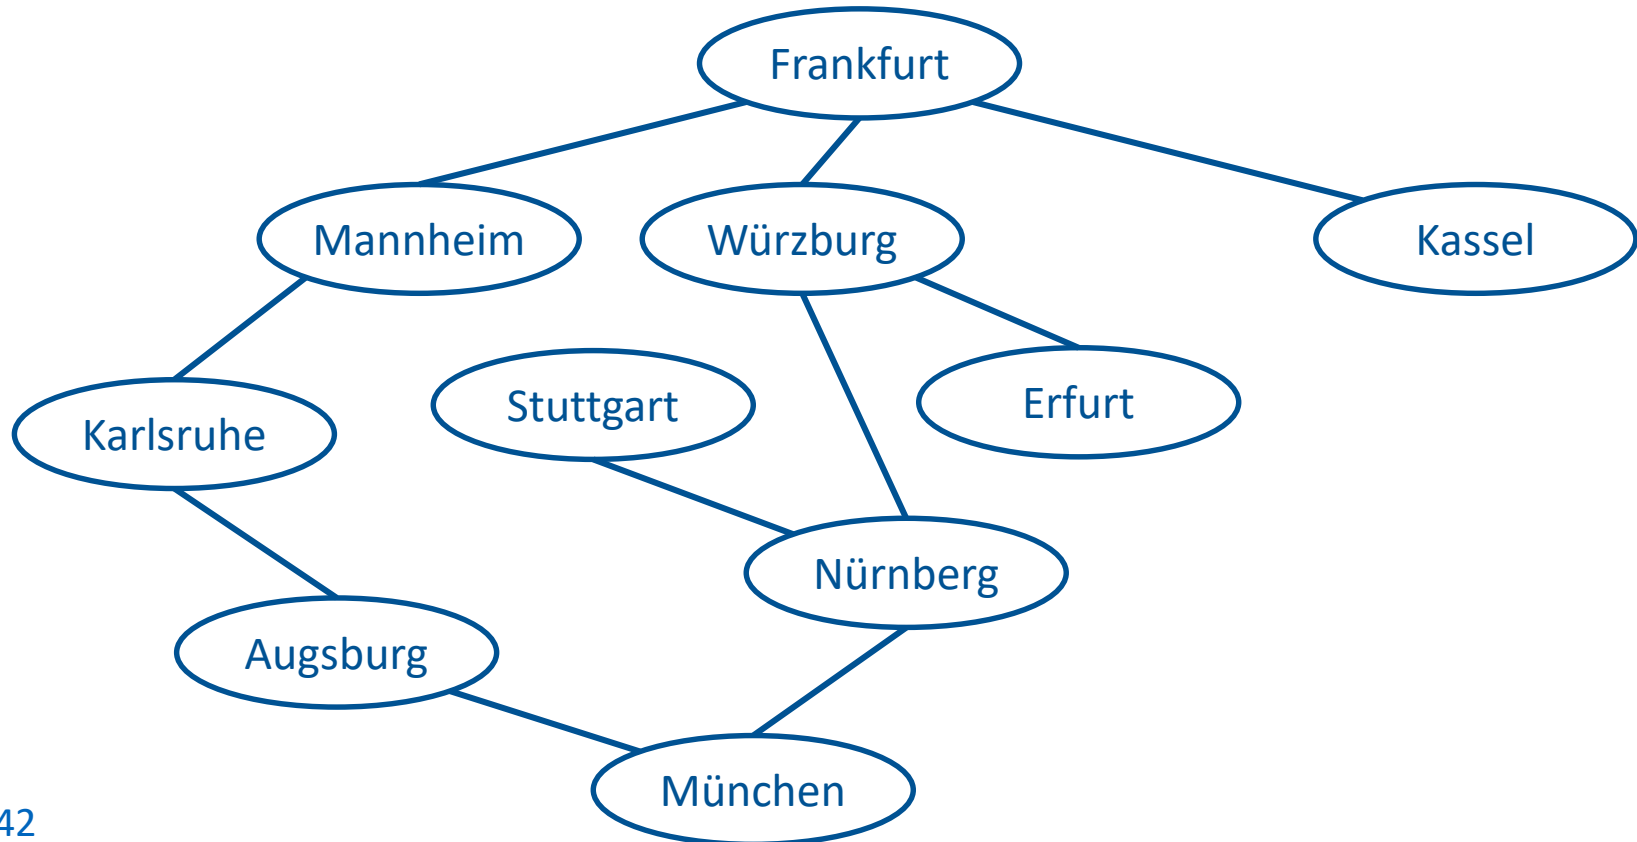 Frankfurt
Mannheim
Würzburg
Kassel
Stuttgart
Erfurt
Karlsruhe
Nürnberg
Augsburg
München
42